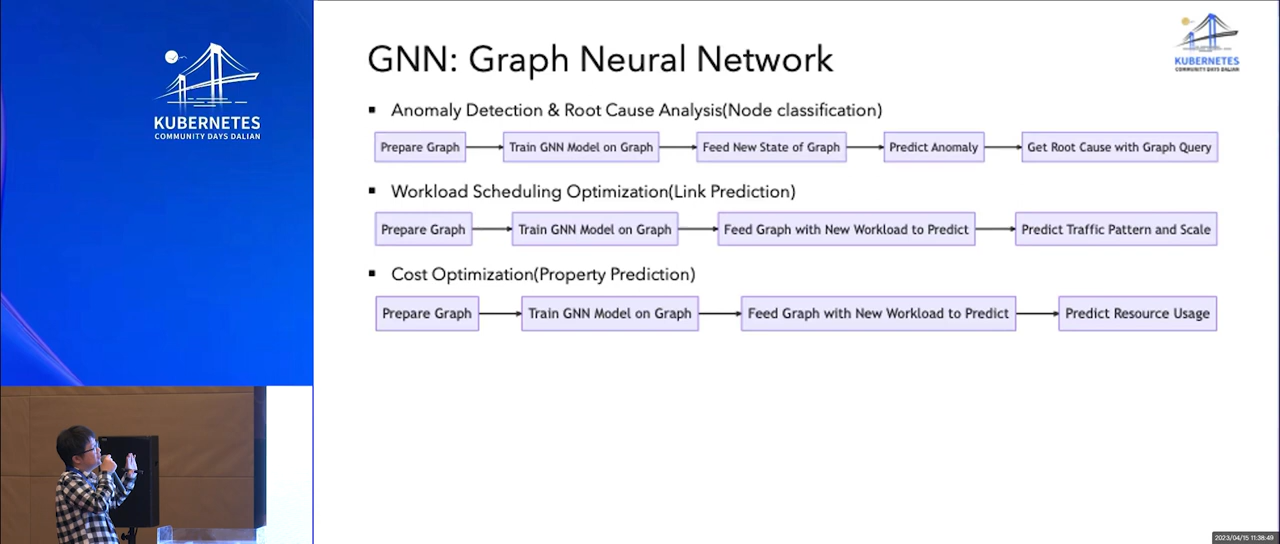 KUBERNETES
COMMUNITY DAYS DALIAN
GNN: Graph Neural Network
KUBERNETES
COMMUNITY DAYS DALIAN
▪ Anomaly Detection & Root Cause Analysis(Node classification)
Prepare Graph
Train GNN Model on Graph
Feed New State of Graph
Predict Anomaly
Get Root Cause with Graph Query
▪ Workload Scheduling Optimization(Link Prediction)
Prepare Graph
Train GNN Model on Graph
Feed Graph with New Workload to Predict
Predict Traffic Pattern and Scale
▪ Cost Optimization(Property Prediction)
Prepare Graph
Train GNN Model on Graph
Feed Graph with New Workload to Predict
Predict Resource Usage
2023/04/15 11:38:49